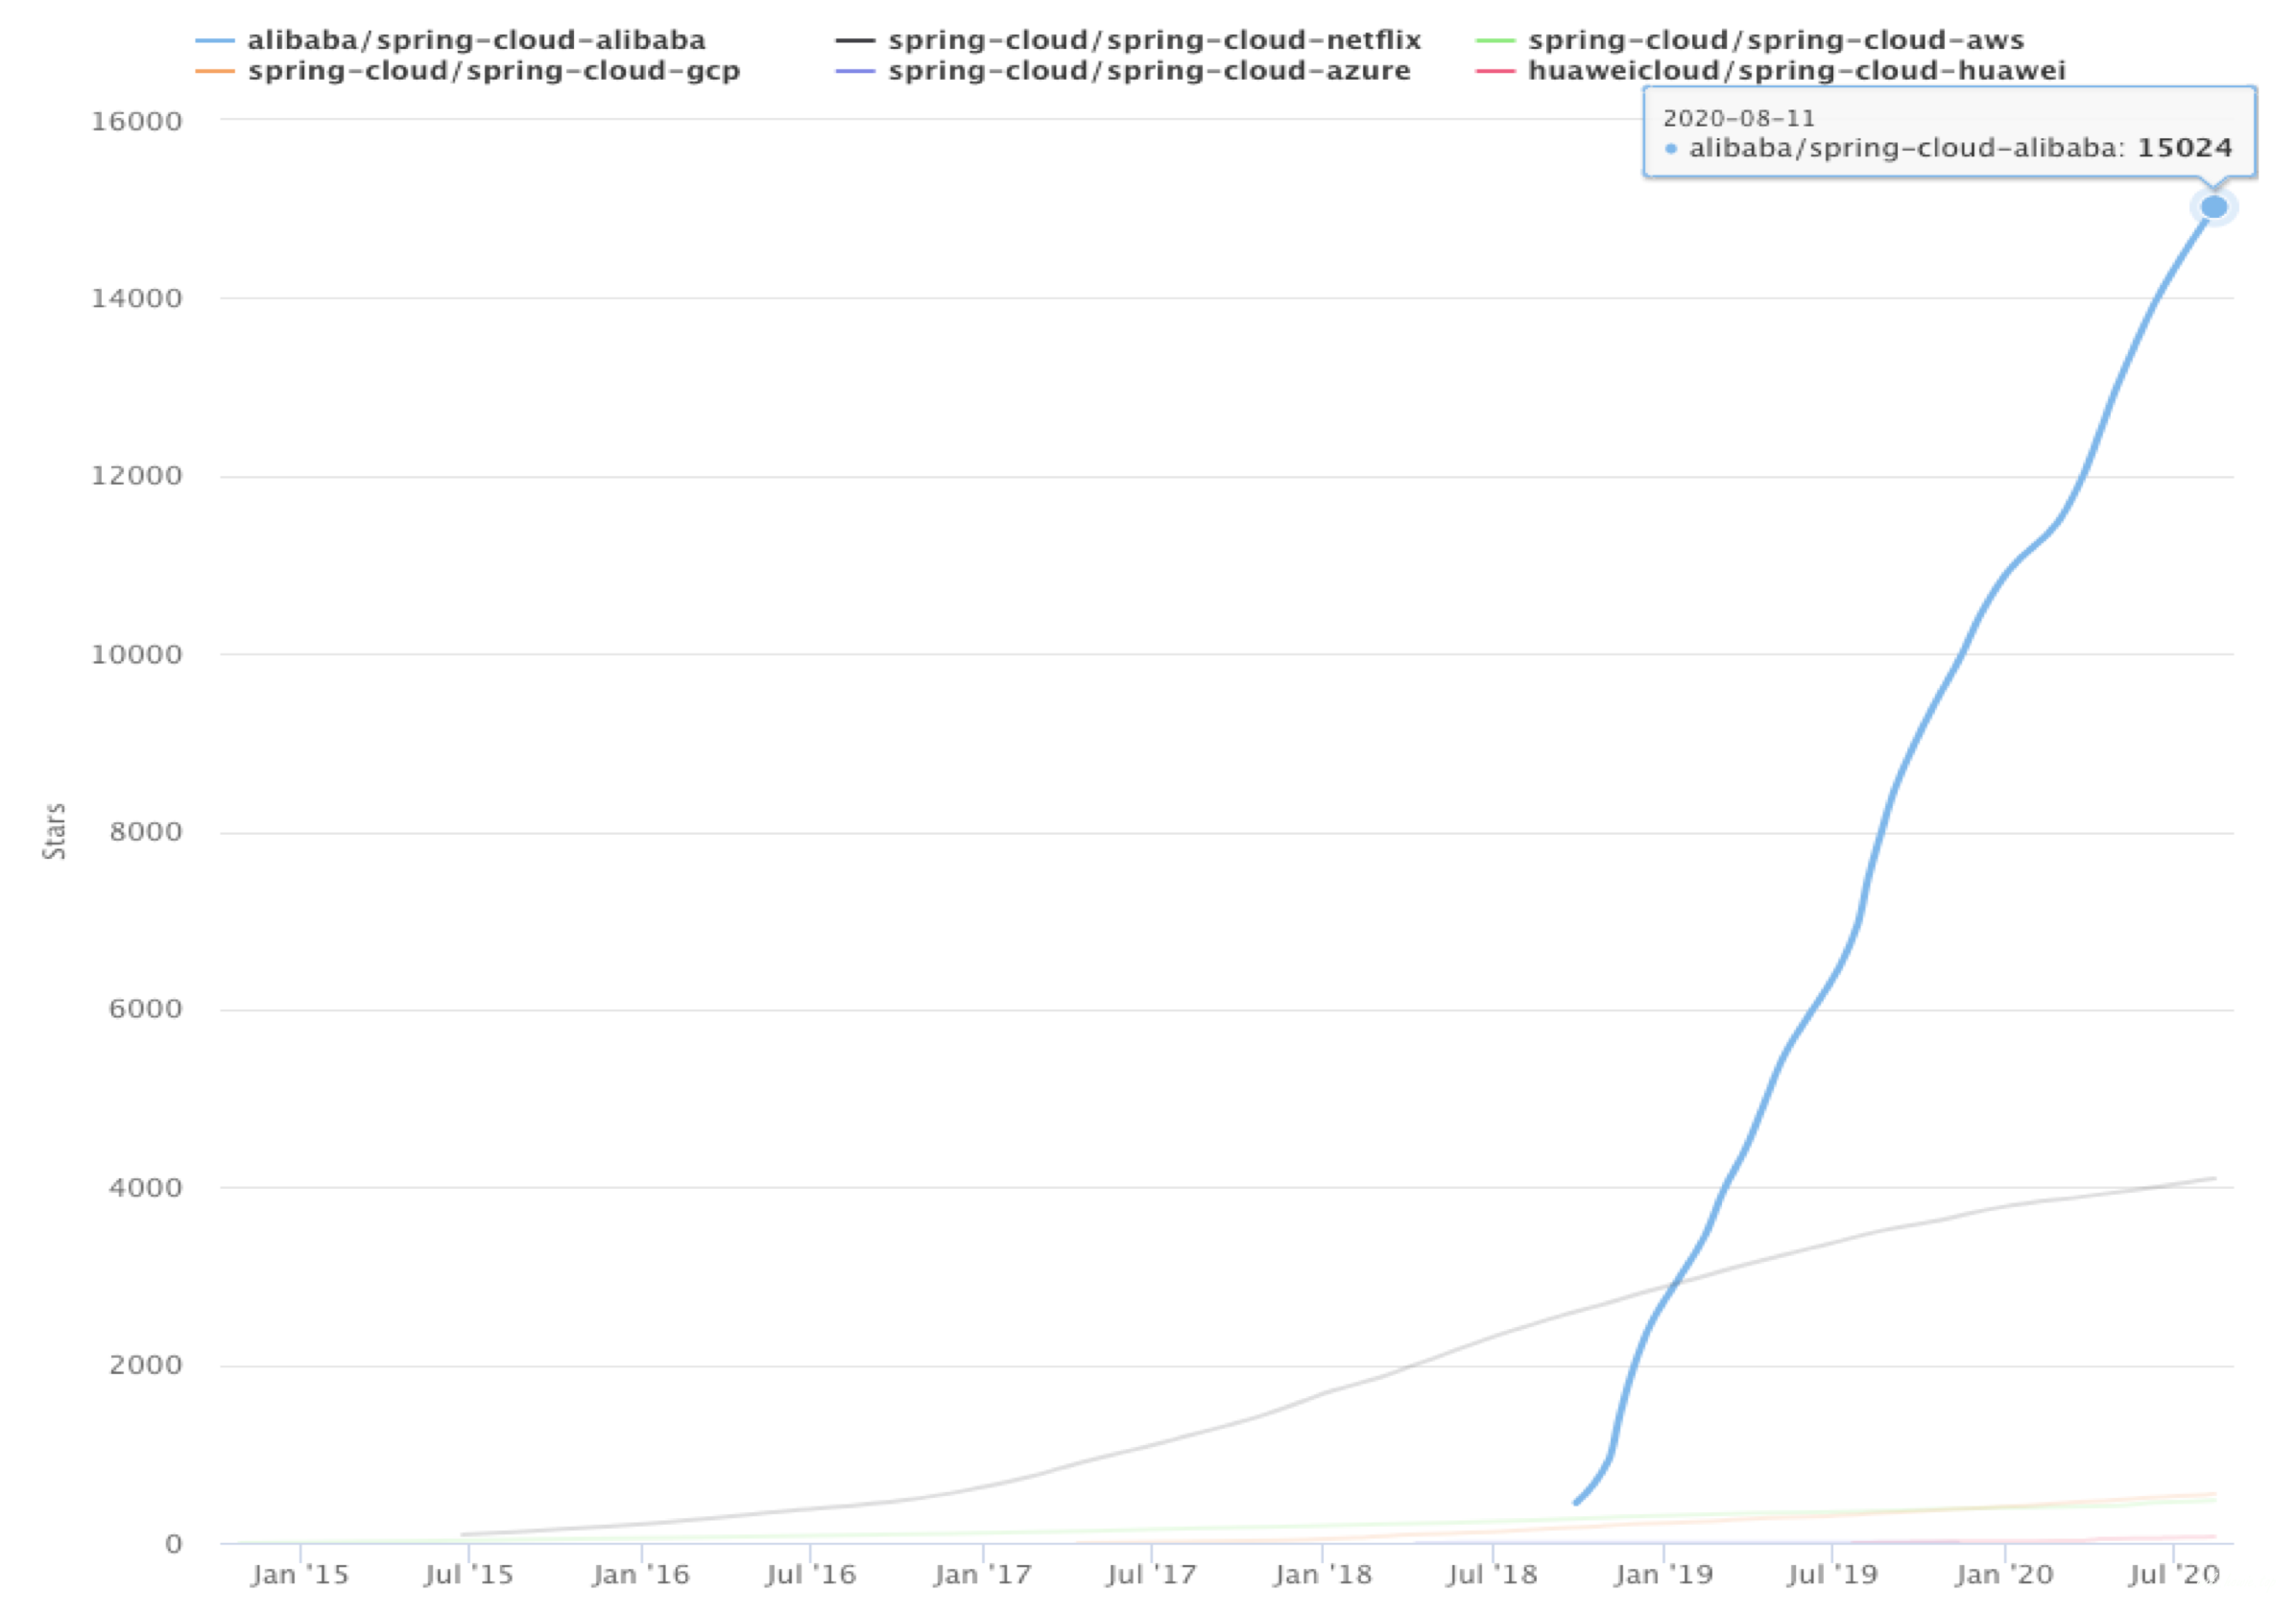 alibaba/spring-cloud-alibaba spring-cloud/spring-cloud-netflix spring-cloud/spring-cloud-aws
spring-cloud/spring-cloud-gcp spring-cloud/spring-cloud-azure huaweicloud/spring-cloud-huawei
2020-08-11
alibaba/spring-cloud-alibaba: 15024
16000
14000
12000
10000
8000
6000
4000
2000
0
Stars
Jan '15 Jul '15 Jan '16 Jul '16 Jan '17 Jul '17 Jan '18 Jul '18 Jan '19 Jul '19 Jan '20 Jul '20